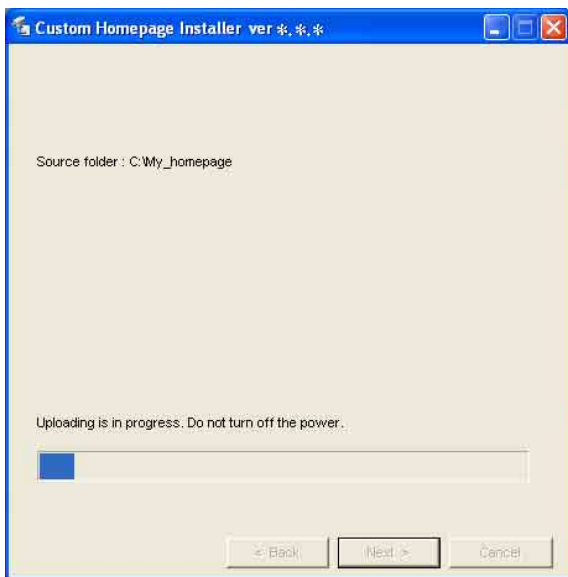 Custom Homepage Installer ver *.*.*
Source folder : C:\My_homepage
Uploading is in progress. Do not turn off the power.
< Back
Next >
Cancel